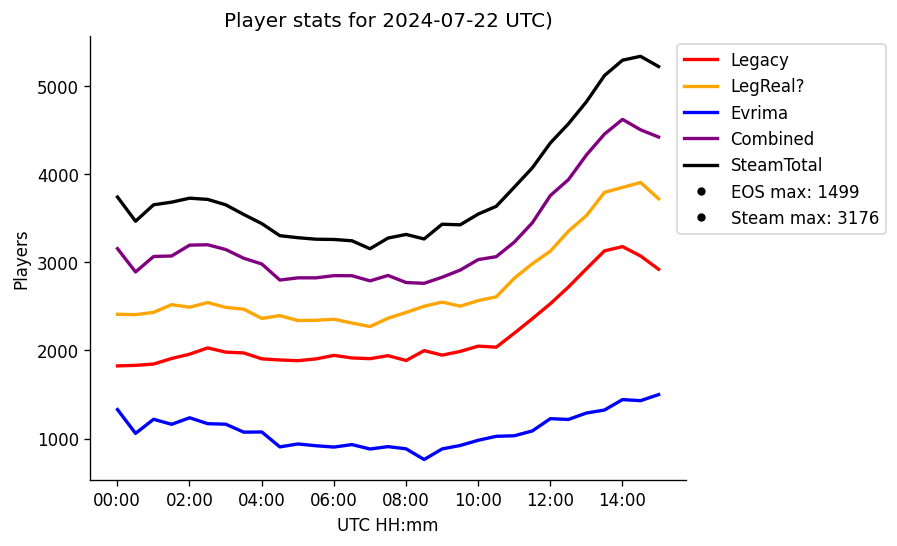 Player stats for 2024-07-22 UTC)
Players
5000
4000
3000
2000
1000
00:00 02:00 04:00 06:00 08:00 10:00 12:00 14:00
UTC HH:mm
Legacy
LegReal?
Evrima
Combined
SteamTotal
EOS max: 1499
Steam max: 3176